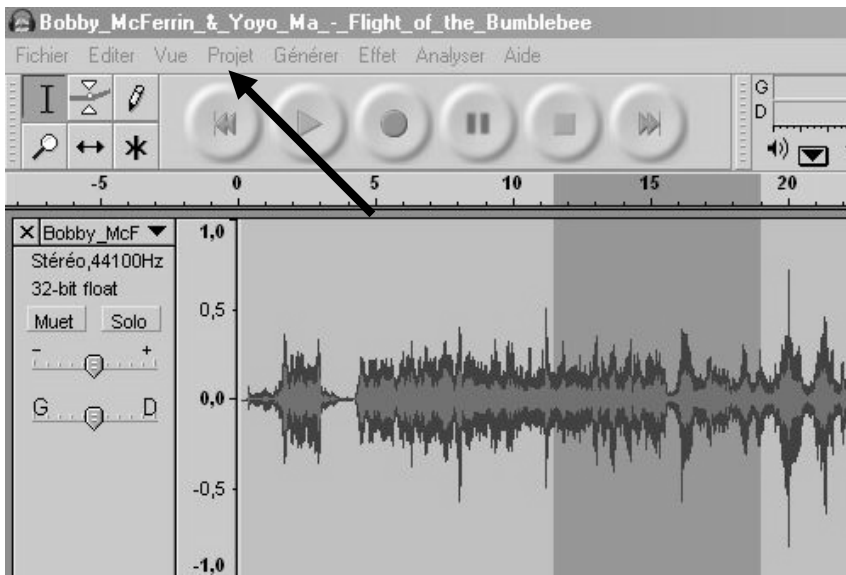 Bobby_McFerrin_&_Yoyo_Ma_-_Flight_of_the_Bumblebee
Fichier Editer Vue Projet Générer Effet Analyser Aide
G
D
-5 0 5 10 15 20
Bobby_McF
Stéréo,44100Hz
32-bit float
Muet Solo
- +
G D
1,0
0,5
0,0
-0,5
-1,0